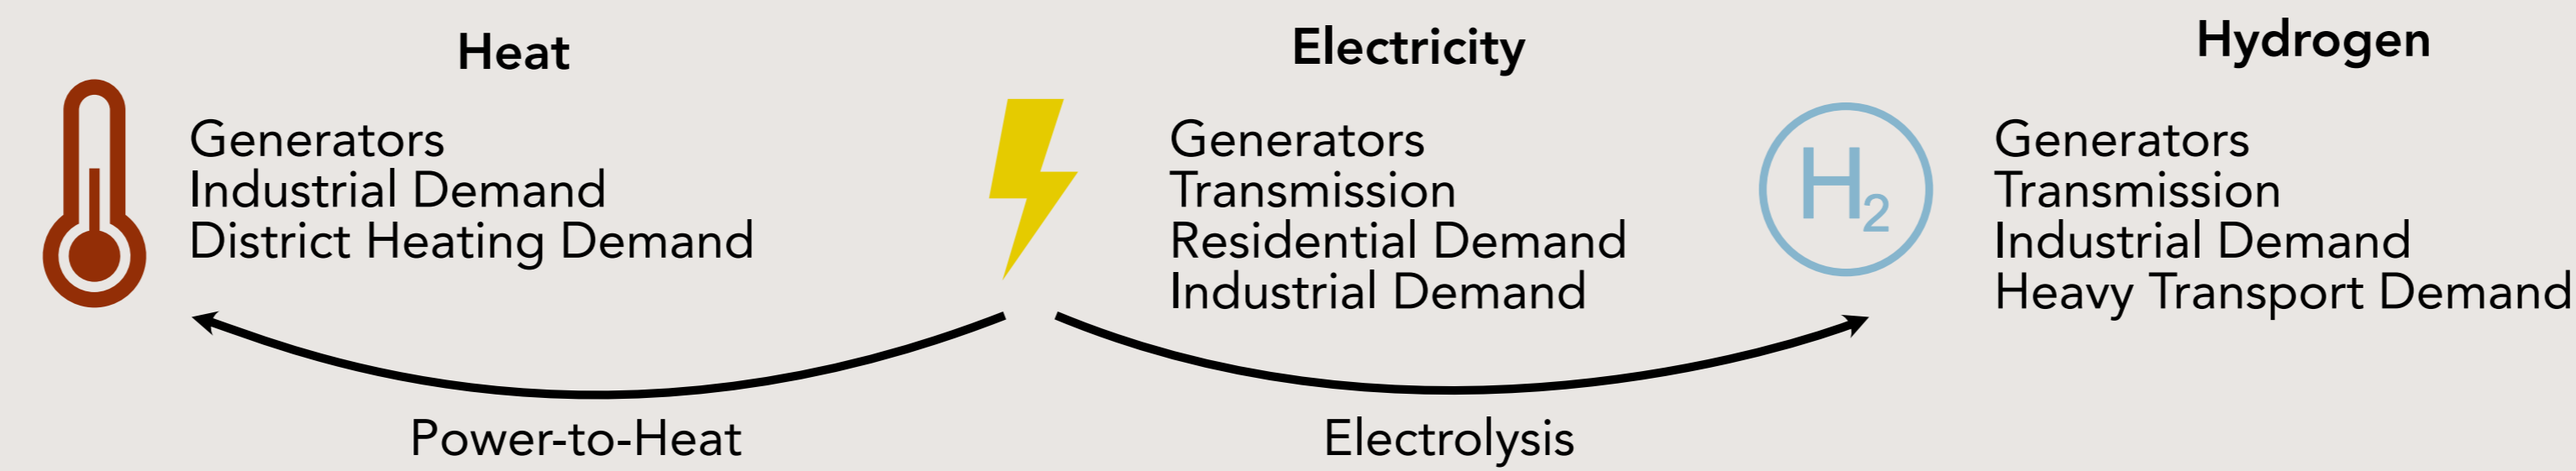 Heat
Generators
Industrial Demand
District Heating Demand
Electricity
Generators
Transmission
Residential Demand
Industrial Demand
Hydrogen
H2
Generators
Transmission
Industrial Demand
Heavy Transport Demand
Power-to-Heat
Electrolysis